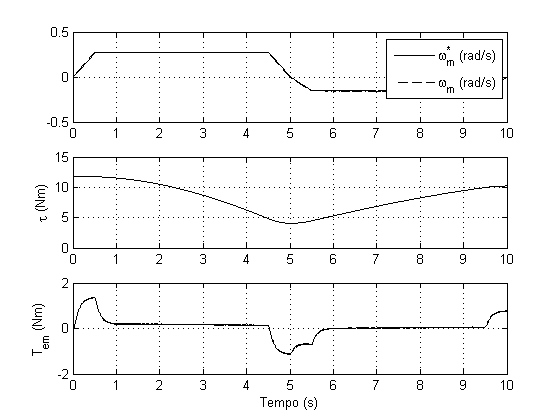 0.5
0
-0.5
ω*m (rad/s)
ωm (rad/s)
0 1 2 3 4 5 6 7 8 9 10
15
10
5
0
τ (Nm)
0 1 2 3 4 5 6 7 8 9 10
2
0
-2
Tem (Nm)
0 1 2 3 4 5 6 7 8 9 10
Tempo (s)